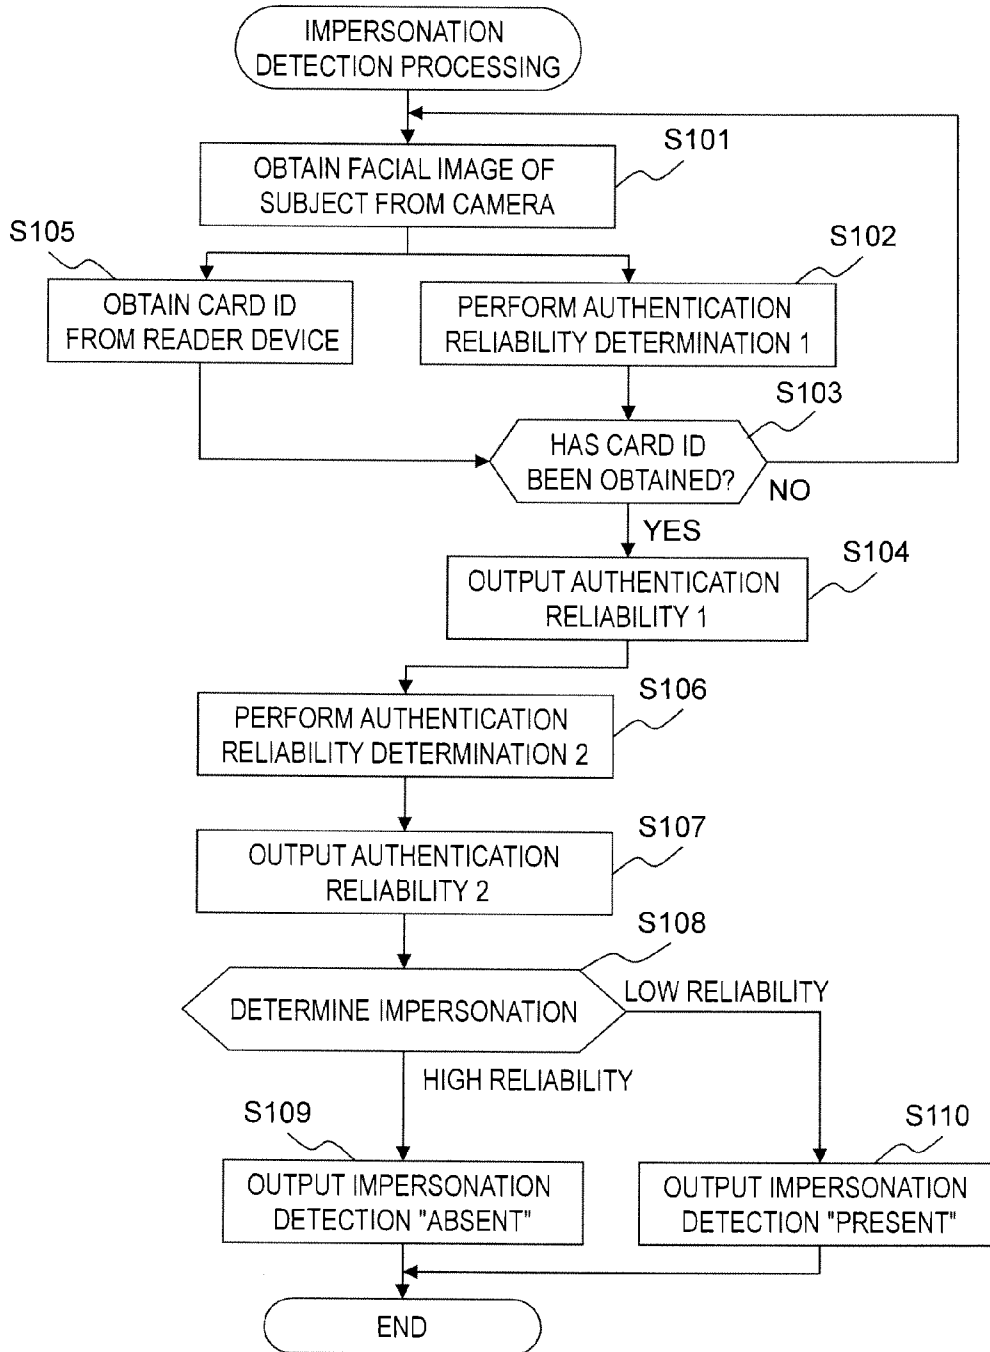 IMPERSONATION
DETECTION PROCESSING
S101
OBTAIN FACIAL IMAGE OF
SUBJECT FROM CAMERA
S105
OBTAIN CARD ID
FROM READER DEVICE
S102
PERFORM AUTHENTICATION
RELIABILITY DETERMINATION 1
S103
HAS CARD ID
BEEN OBTAINED?
NO
YES
S104
OUTPUT AUTHENTICATION
RELIABILITY 1
S106
PERFORM AUTHENTICATION
RELIABILITY DETERMINATION 2
S107
OUTPUT AUTHENTICATION
RELIABILITY 2
S108
DETERMINE IMPERSONATION
LOW RELIABILITY
HIGH RELIABILITY
S109
OUTPUT IMPERSONATION
DETECTION "ABSENT"
S110
OUTPUT IMPERSONATION
DETECTION "PRESENT"
END